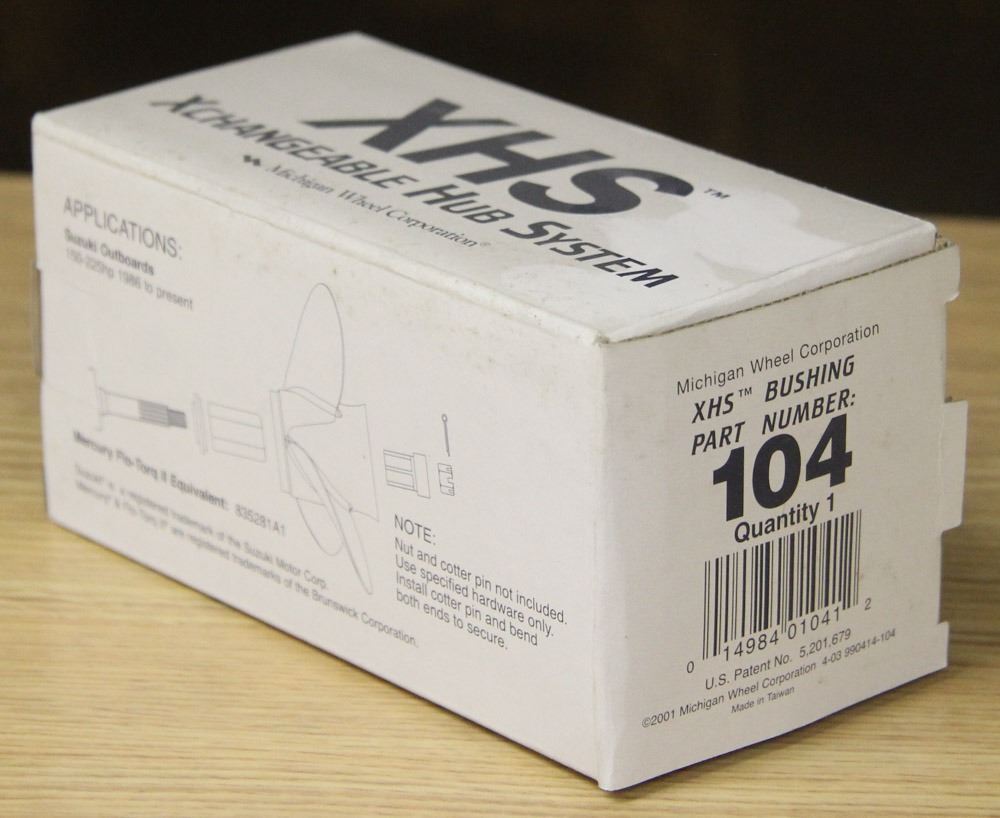 XHS™
XCHANGEABLE HUB SYSTEM
Michigan Wheel Corporation®
APPLICATIONS:
Suzuki Outboards
150-225hp 1986 to present
Mercury Flo-Torq II Equivalent: 835281A1
Suzuki® is a registered trademark of the Suzuki Motor Corp.
Mercury® & Flo-Torq II® are registered trademarks of the Brunswick Corporation.
NOTE:
Nut and cotter pin not included.
Use specified hardware only.
Install cotter pin and bend
both ends to secure.
Michigan Wheel Corporation
XHS™ BUSHING
PART NUMBER:
104
Quantity 1
0 14984 01041 2
U.S. Patent No. 5,201,679
©2001 Michigan Wheel Corporation 4-03 990414-104
Made in Taiwan